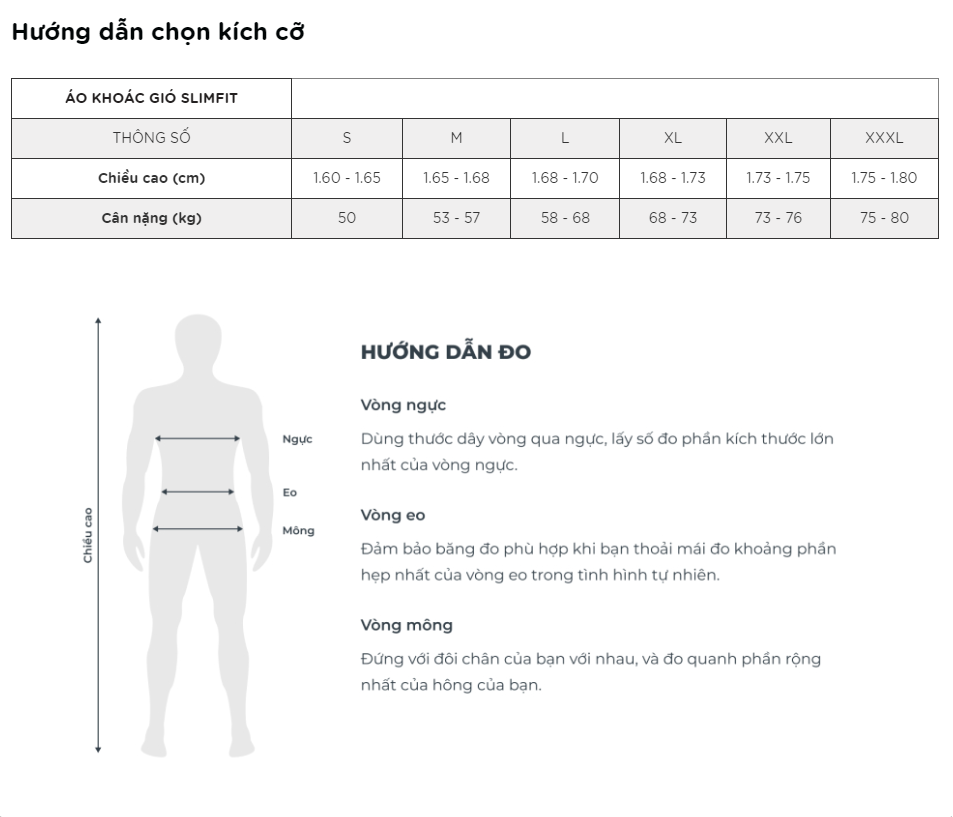 Hướng dẫn chọn kích cỡ
ÁO KHOÁC GIÓ SLIMFIT
THÔNG SỐ S M L XL XXL XXXL
Chiều cao (cm) 1.60 - 1.65 1.65 - 1.68 1.68 - 1.70 1.68 - 1.73 1.73 - 1.75 1.75 - 1.80
Cân nặng (kg) 50 53 - 57 58 - 68 68 - 73 73 - 76 75 - 80
Chiều cao
Ngực
Eo
Mông
HƯỚNG DẪN ĐO
Vòng ngực
Dùng thước dây vòng qua ngực, lấy số đo phần kích thước lớn
nhất của vòng ngực.
Vòng eo
Đảm bảo băng đo phù hợp khi bạn thoải mái đo khoảng phần
hẹp nhất của vòng eo trong tình hình tự nhiên.
Vòng mông
Đứng với đôi chân của bạn với nhau, và đo quanh phần rộng
nhất của hông của bạn.